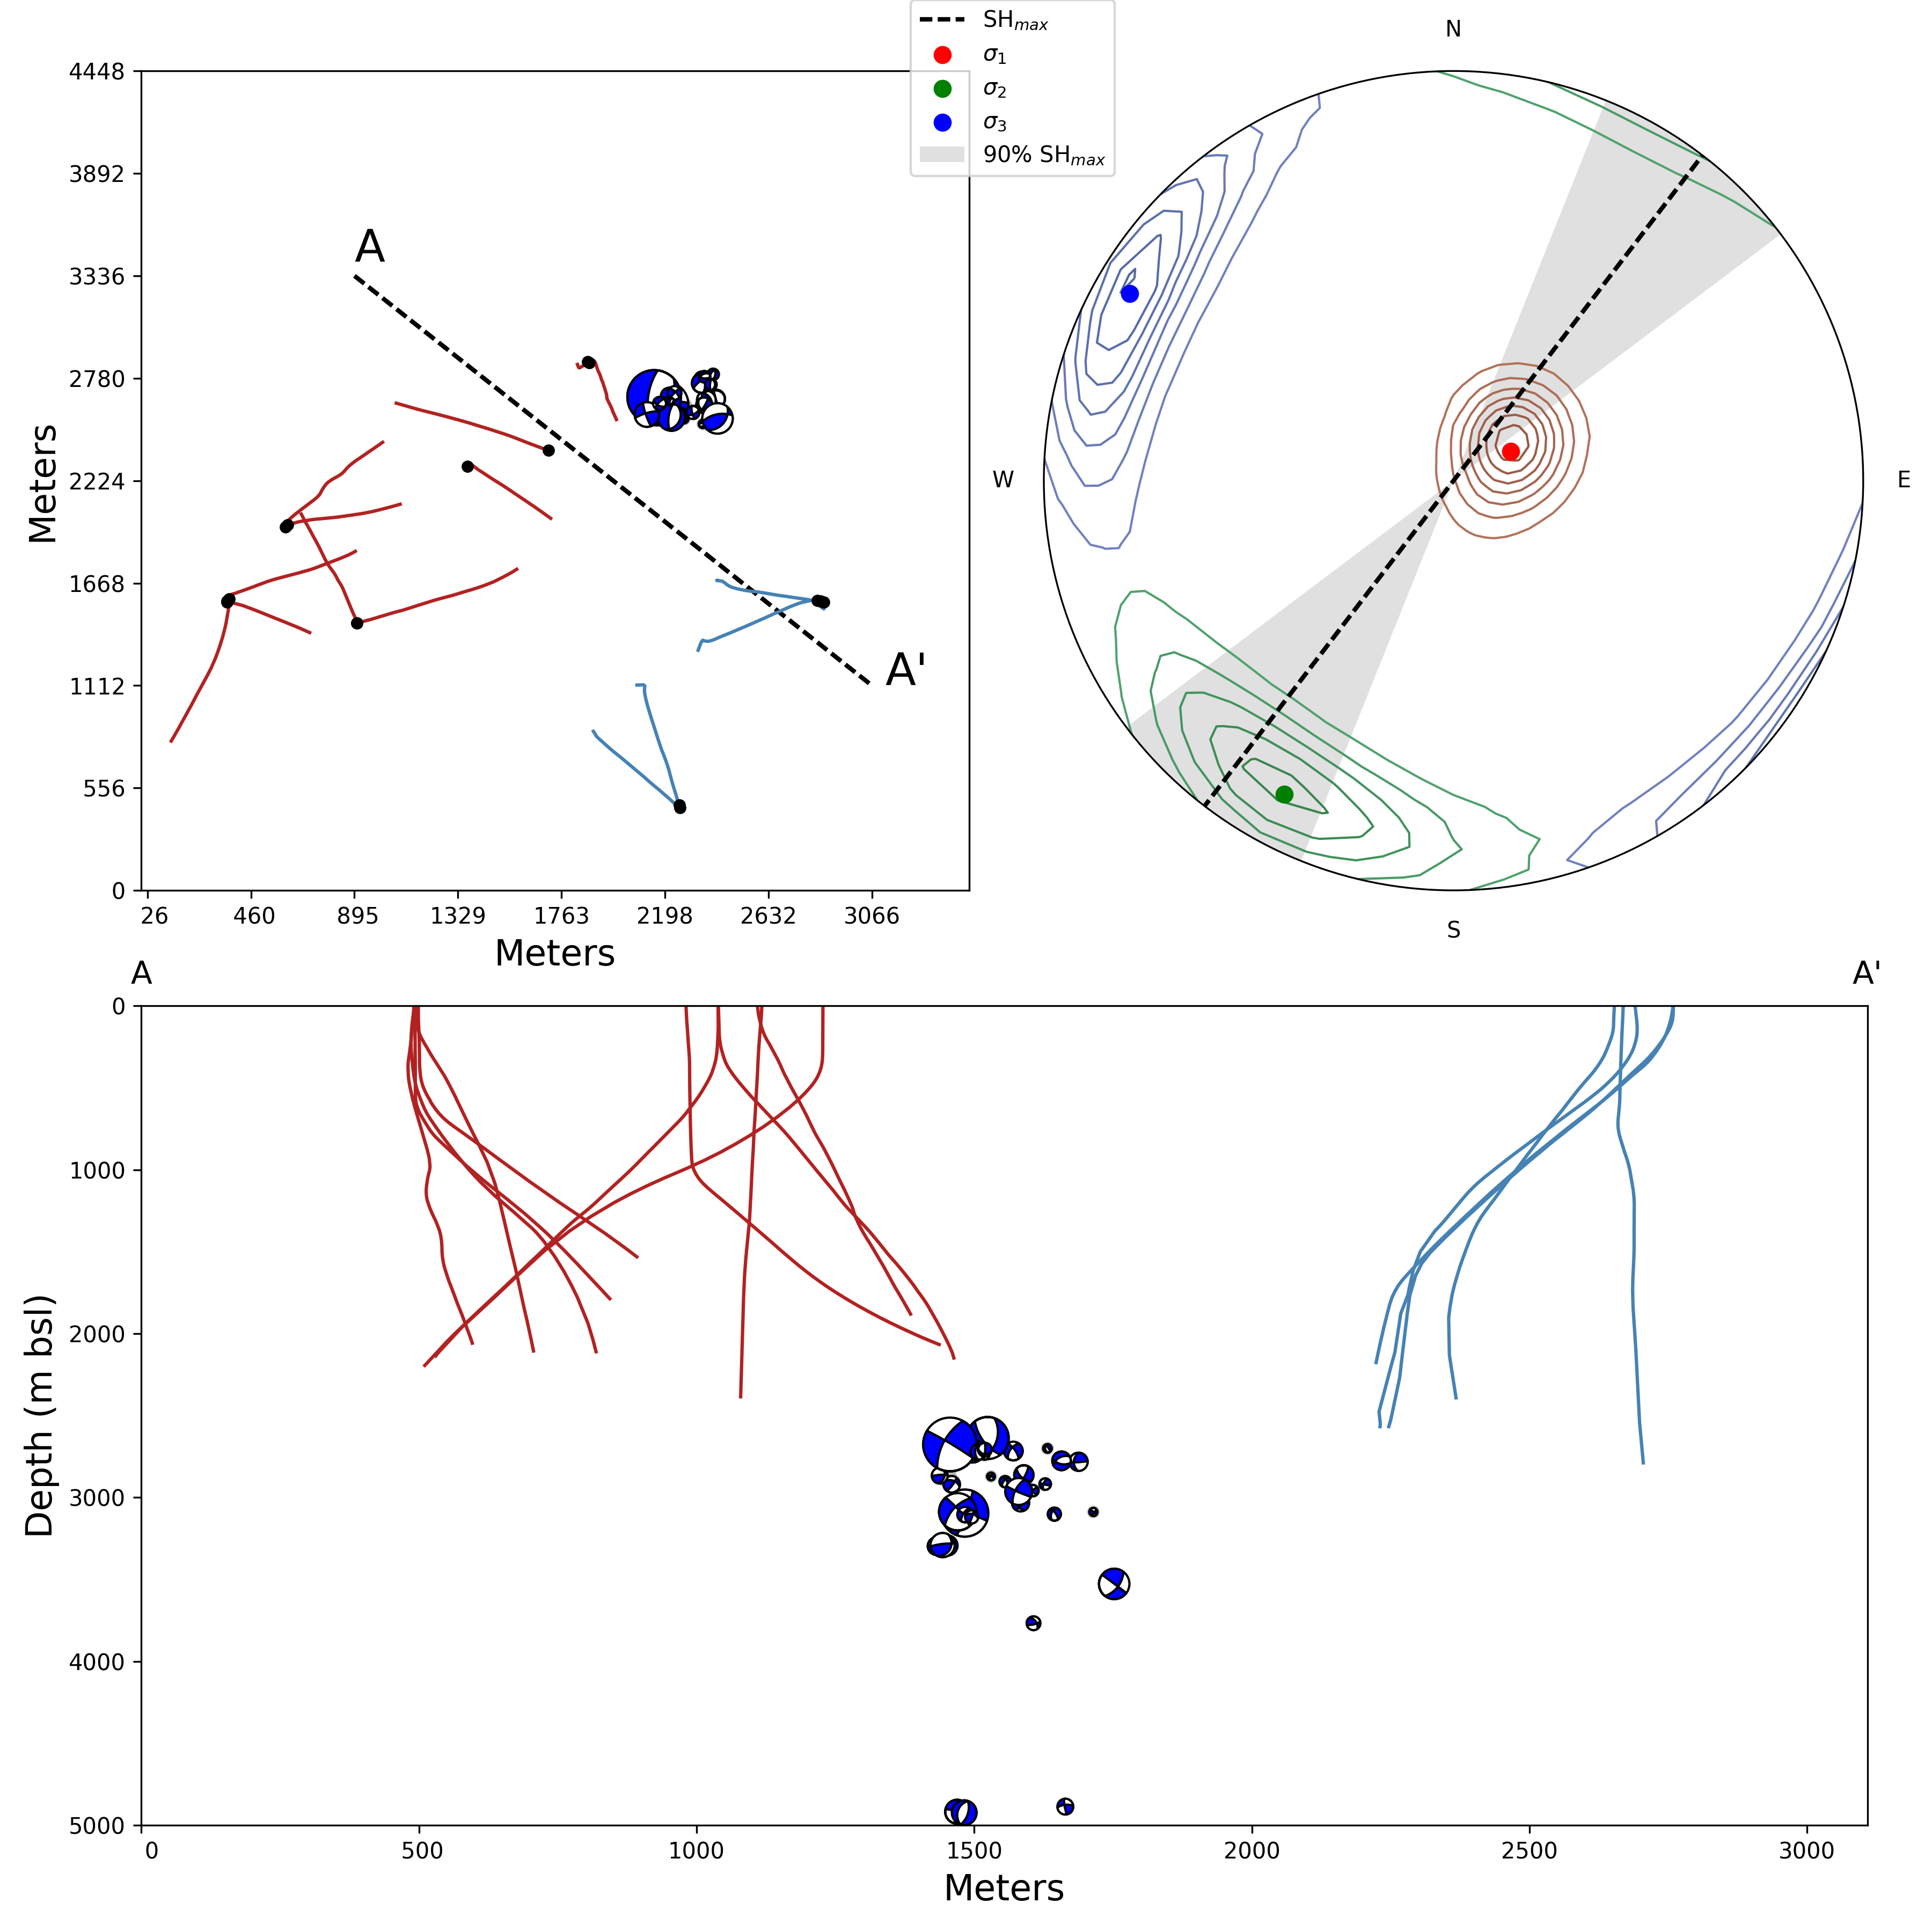 SHmax
σ1
σ2
σ3
90% SHmax
N
W
E
S
4448
3892
3336
2780
2224
1668
1112
556
0
Meters
A
A'
26 460 895 1329 1763 2198 2632 3066
Meters
A A'
0
1000
2000
3000
4000
5000
Depth (m bsl)
0 500 1000 1500 2000 2500 3000
Meters